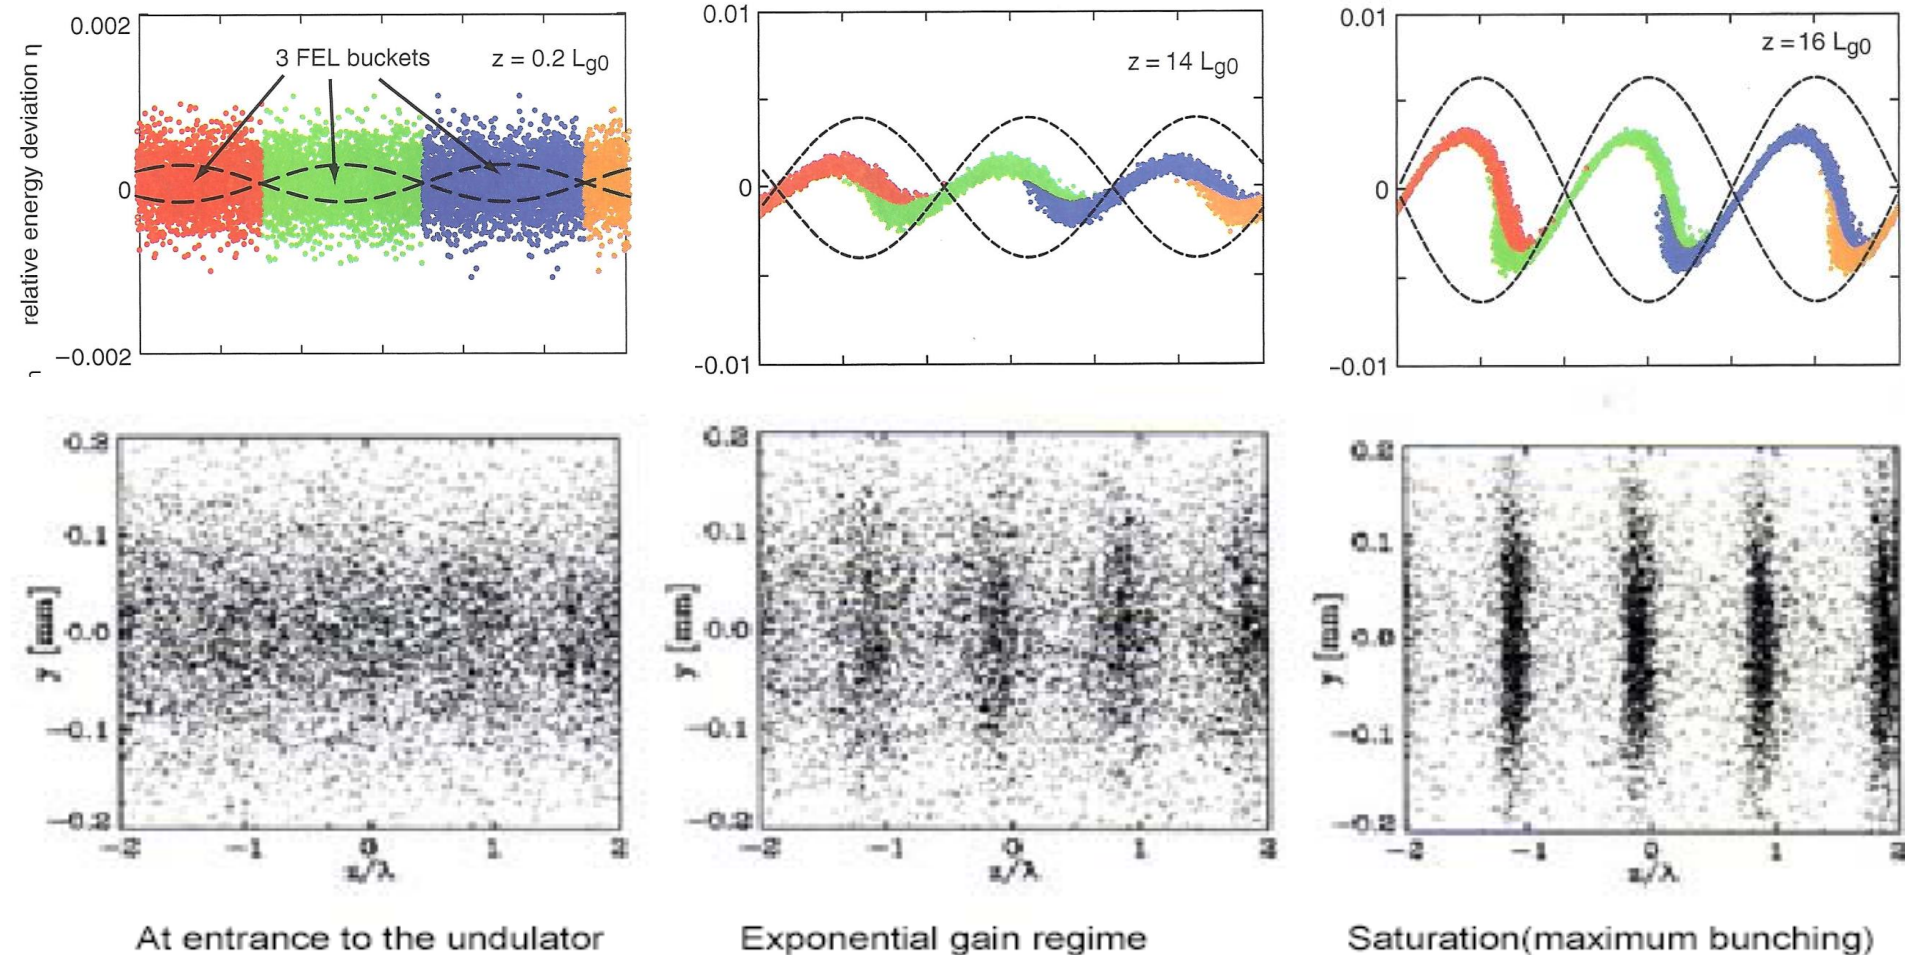 0.002
3 FEL buckets
z = 0.2 Lg0
relative energy deviation η
0
−0.002
0.01
z = 14 Lg0
0
-0.01
0.01
z = 16 Lg0
0
-0.01
0.2
0.1
0.0
−0.1
−0.2
y [mm]
−2
−1
0
1
2
z/λ
0.2
0.1
0.0
−0.1
−0.2
y [mm]
−2
−1
0
1
2
z/λ
0.2
0.1
0.0
−0.1
−0.2
y [mm]
−2
−1
0
1
2
z/λ
At entrance to the undulator
Exponential gain regime
Saturation(maximum bunching)